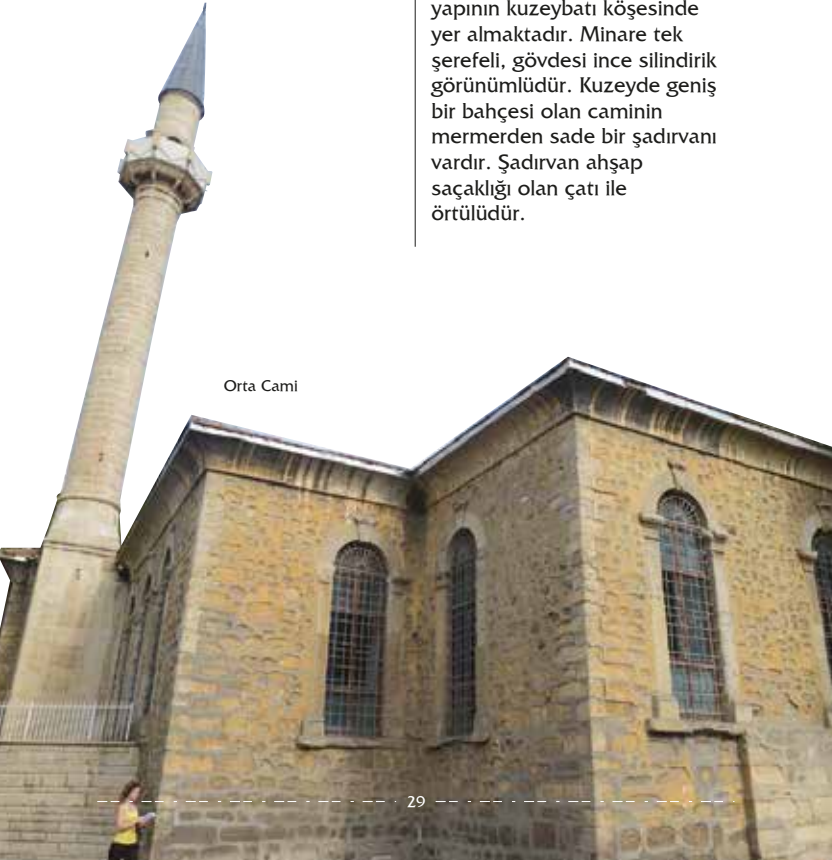 yapının kuzeybatı köşesinde
yer almaktadır. Minare tek
şerefeli, gövdesi ince silindirik
görünümlüdür. Kuzeyde geniş
bir bahçesi olan caminin
mermerden sade bir şadırvanı
vardır. Şadırvan ahşap
saçaklığı olan çatı ile
örtülüdür.
Orta Cami
29